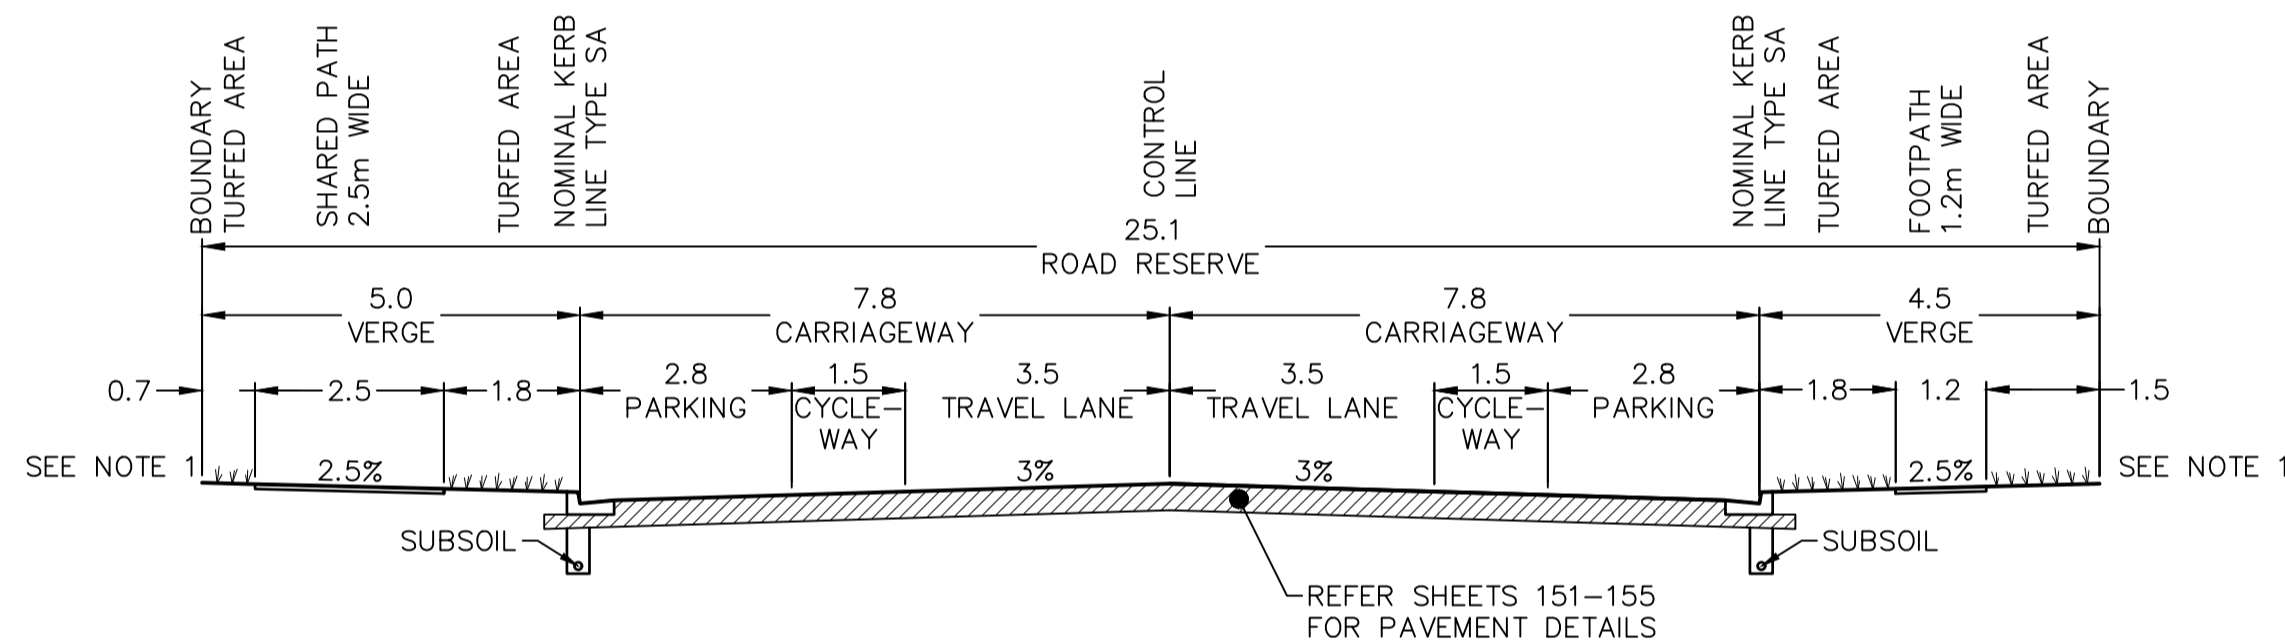 BOUNDARY
TURFED AREA
SHARED PATH
2.5m WIDE
TURFED AREA
NOMINAL KERB
LINE TYPE SA
CONTROL
LINE
NOMINAL KERB
LINE TYPE SA
TURFED AREA
FOOTPATH
1.2m WIDE
TURFED AREA
BOUNDARY
25.1
ROAD RESERVE
5.0
VERGE
7.8
CARRIAGEWAY
7.8
CARRIAGEWAY
4.5
VERGE
0.7
2.5
1.8
2.8
PARKING
1.5
CYCLE-
WAY
3.5
TRAVEL LANE
3.5
TRAVEL LANE
1.5
CYCLE-
WAY
2.8
PARKING
1.8
1.2
1.5
SEE NOTE 1
2.5%
3%
3%
2.5%
SEE NOTE 1
SUBSOIL
SUBSOIL
REFER SHEETS 151-155
FOR PAVEMENT DETAILS